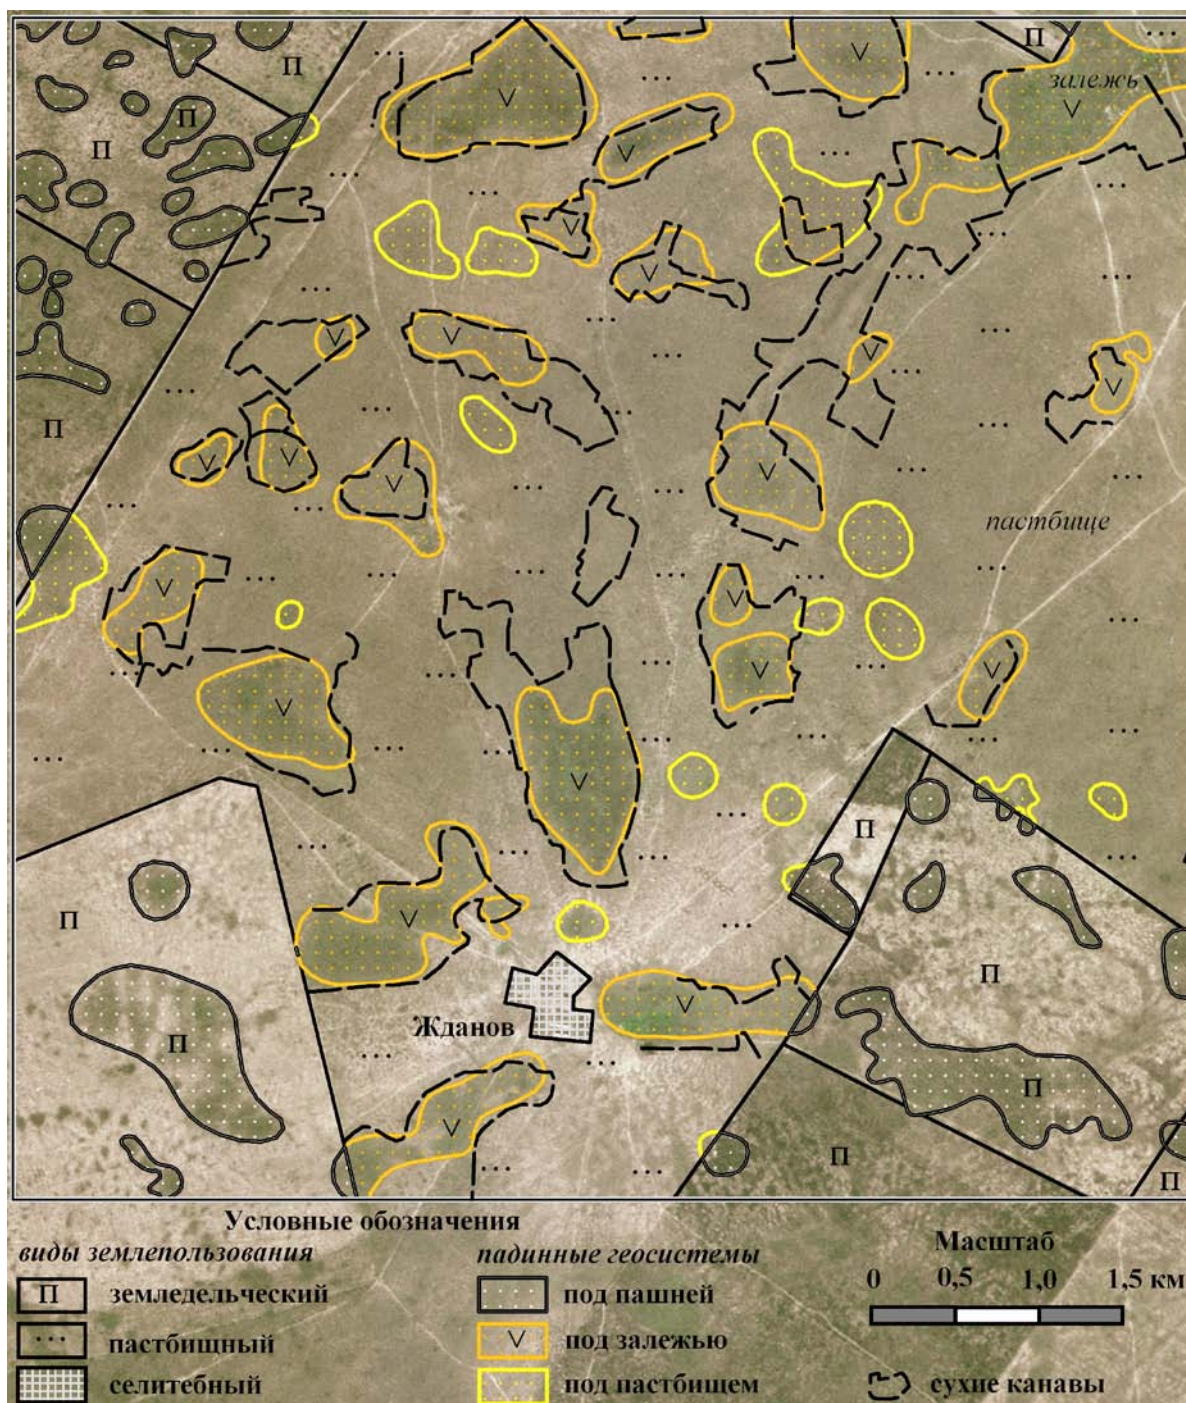 П
П
залежь
V
П
V
П
V
V
V
V
V
V
V
V
V
П
V
V
V
V
пастбище
V
V
V
V
V
V
П
П
V
П
V
Жданов
П
П
V
П
П
Условные обозначения
виды землепользования
П земледельческий
пастбищный
селитебный
падинные геосистемы
под пашней
V под залежью
под пастбищем
Масштаб
0 0,5 1,0 1,5 км
сухие канавы